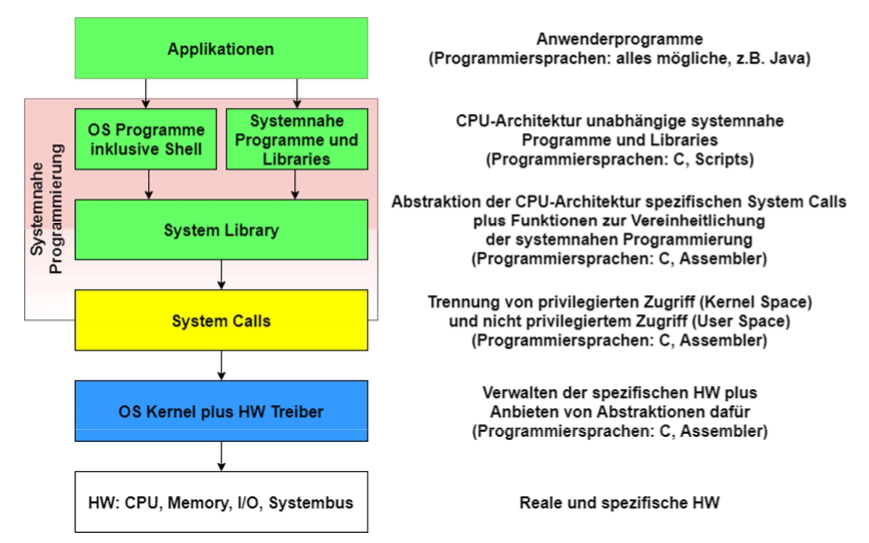 Applikationen
Anwenderprogramme
(Programmiersprachen: alles mögliche, z.B. Java)
Systemnahe
Programmierung
OS Programme
inklusive Shell
Systemnahe
Programme und
Libraries
CPU-Architektur unabhängige systemnahe
Programme und Libraries
(Programmiersprachen: C, Scripts)
System Library
Abstraktion der CPU-Architektur spezifischen System Calls
plus Funktionen zur Vereinheitlichung
der systemnahen Programmierung
(Programmiersprachen: C, Assembler)
System Calls
Trennung von privilegierten Zugriff (Kernel Space)
und nicht privilegiertem Zugriff (User Space)
(Programmiersprachen: C, Assembler)
OS Kernel plus HW Treiber
Verwalten der spezifischen HW plus
Anbieten von Abstraktionen dafür
(Programmiersprachen: C, Assembler)
HW: CPU, Memory, I/O, Systembus
Reale und spezifische HW